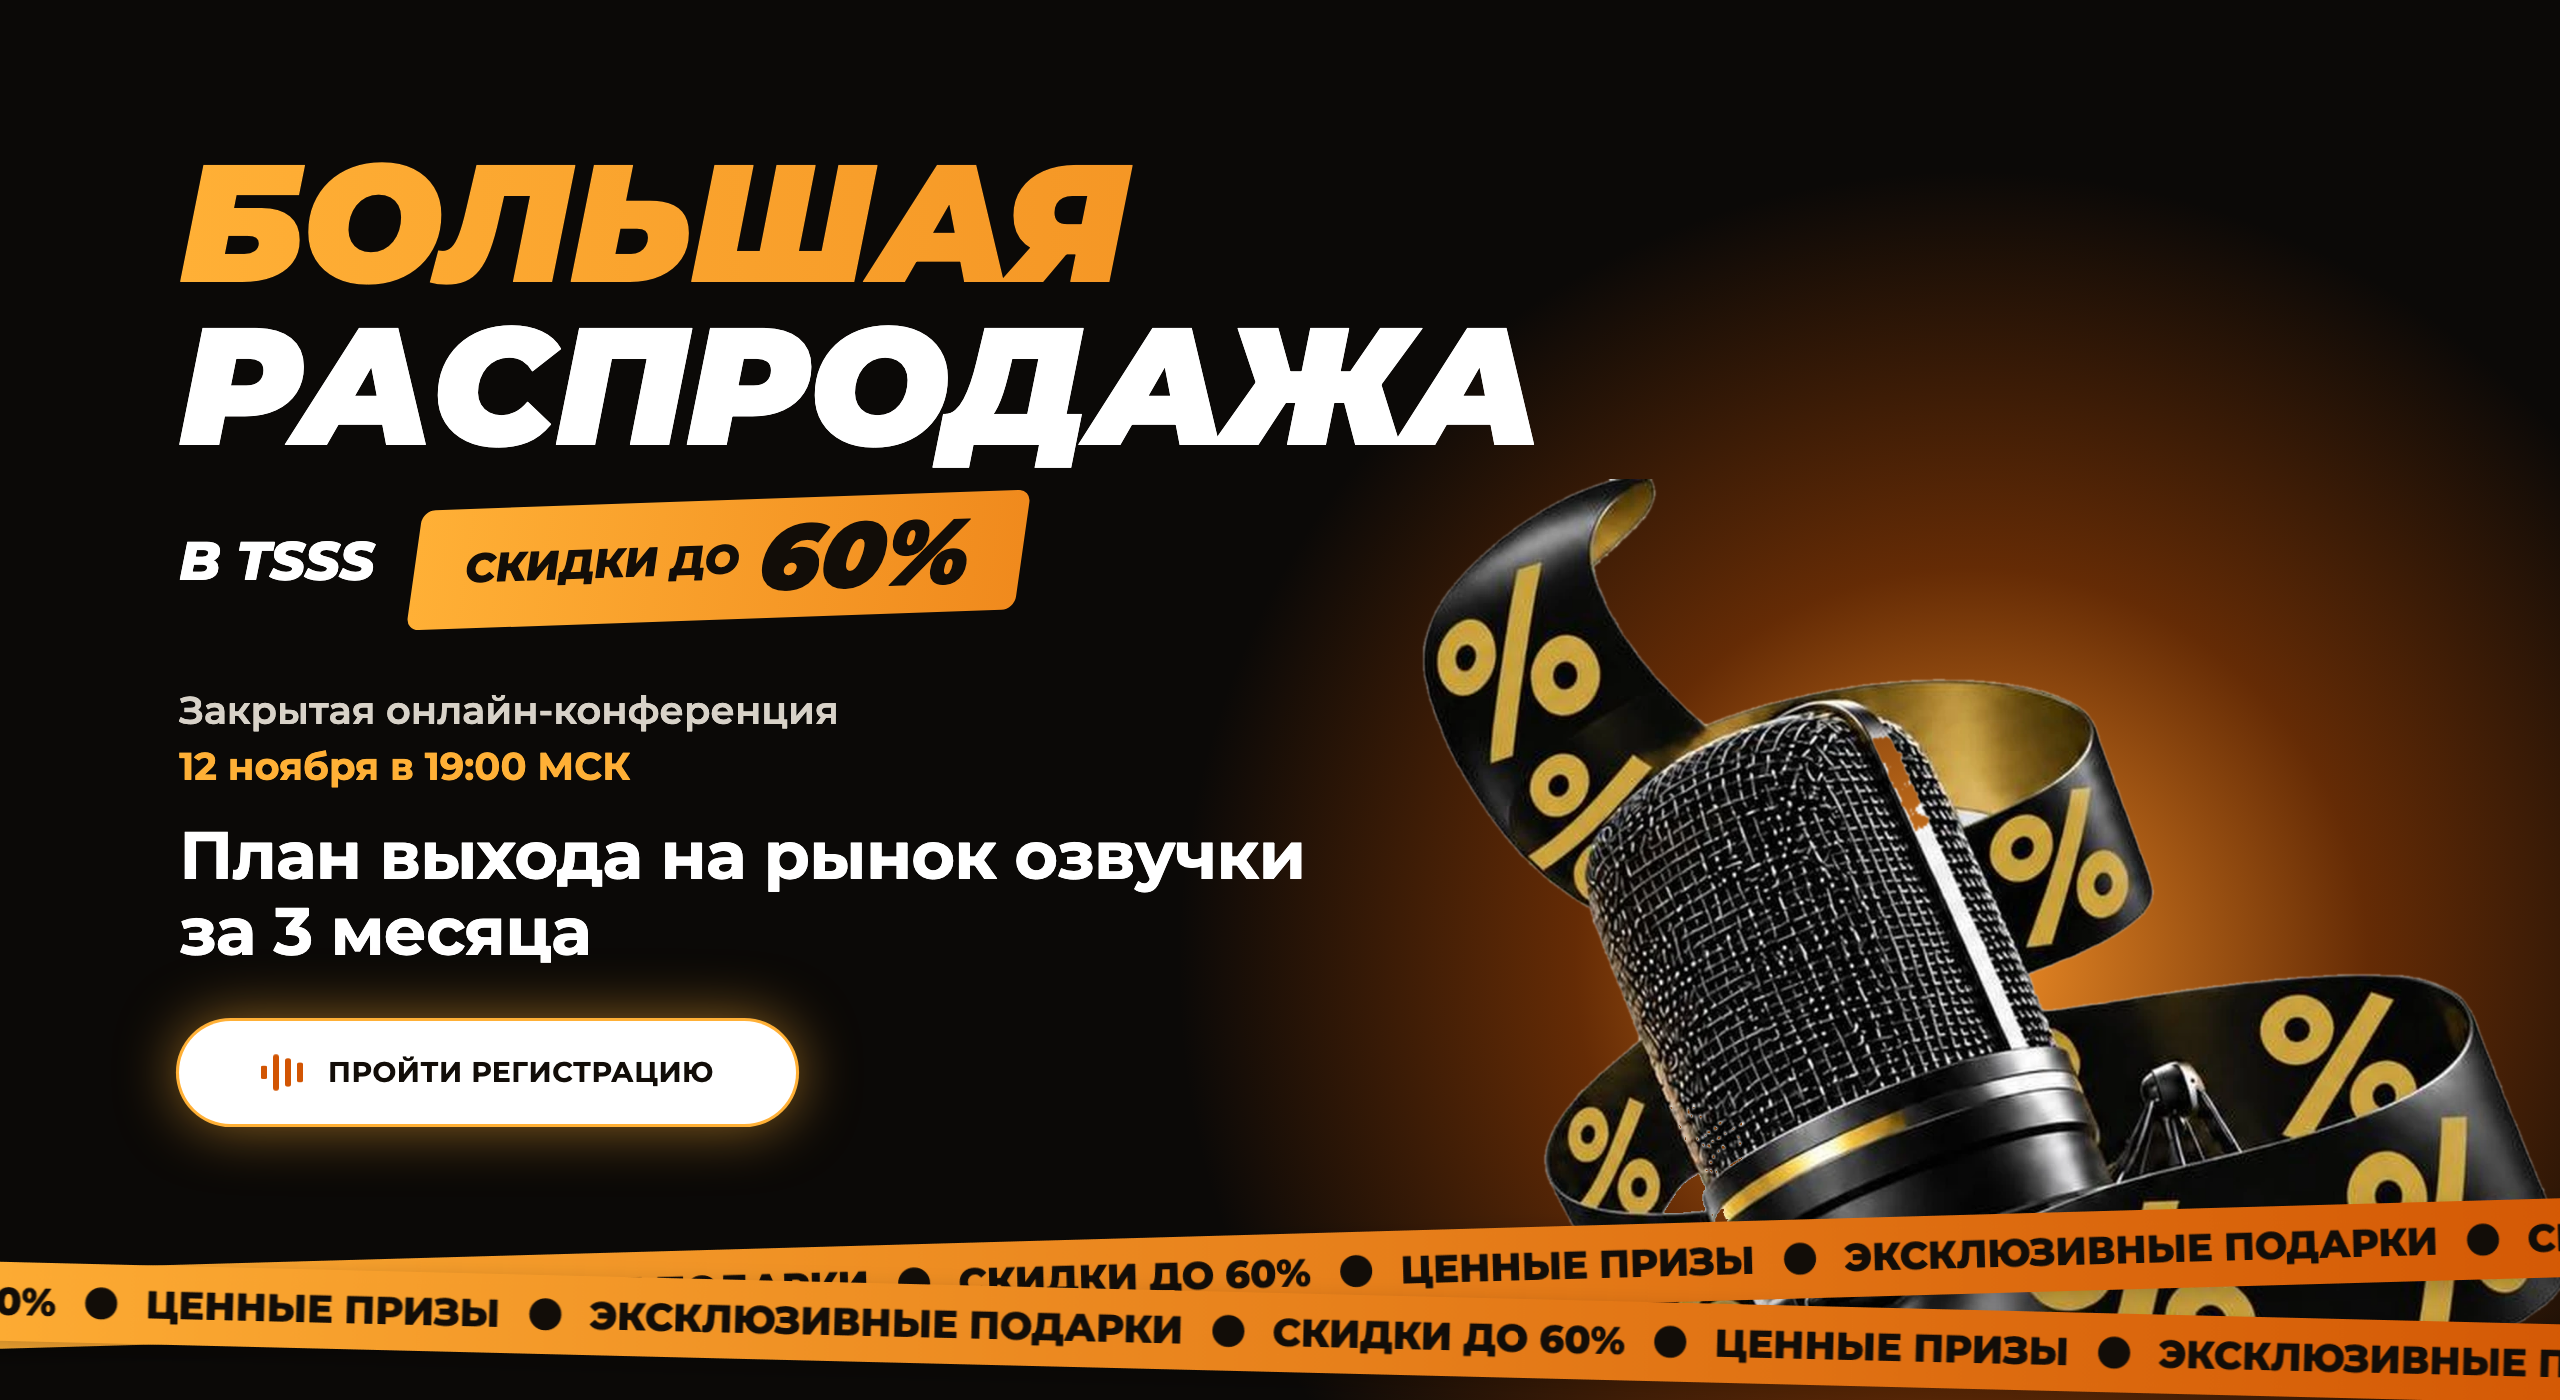 БОЛЬШАЯ
РАСПРОДАЖА
В TSSS
СКИДКИ ДО 60%
Закрытая онлайн-конференция
12 ноября в 19:00 МСК
План выхода на рынок озвучки
за 3 месяца
ПРОЙТИ РЕГИСТРАЦИЮ
% % % % % %
ПОДАРКИ ● СКИДКИ ДО 60% ● ЦЕННЫЕ ПРИЗЫ ● ЭКСКЛЮЗИВНЫЕ ПОДАРКИ ●
0% ● ЦЕННЫЕ ПРИЗЫ ● ЭКСКЛЮЗИВНЫЕ ПОДАРКИ ● СКИДКИ ДО 60% ● ЦЕННЫЕ ПРИЗЫ ● ЭКСКЛЮЗИВНЫЕ